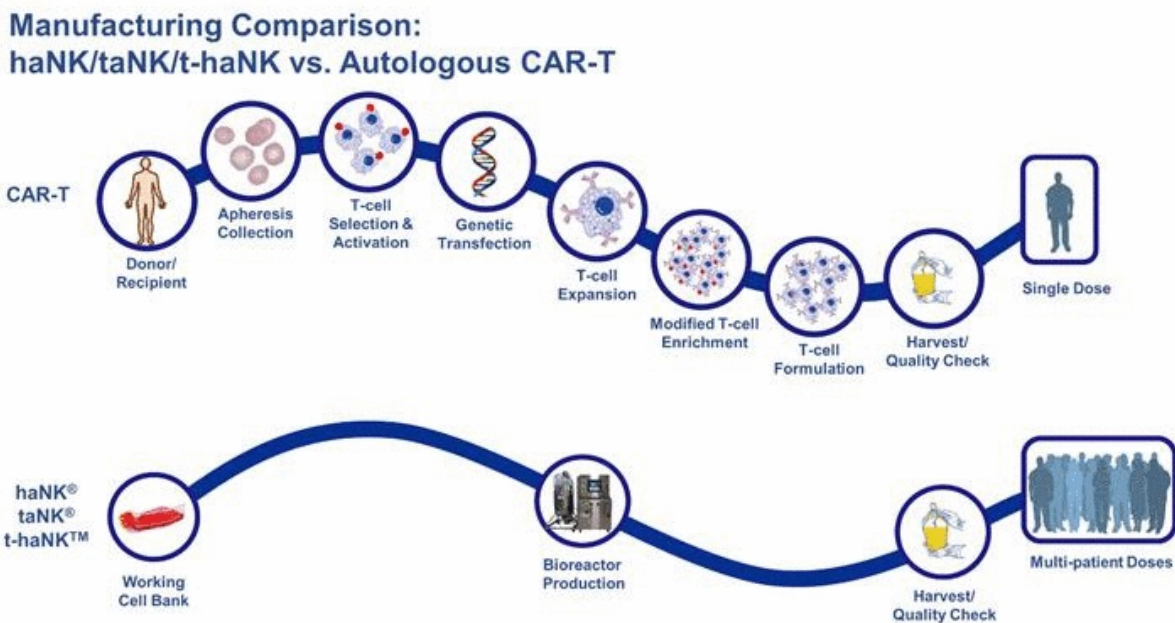 Manufacturing Comparison:
haNK/taNK/t-haNK vs. Autologous CAR-T
CAR-T
Donor/
Recipient
Apheresis
Collection
T-cell
Selection &
Activation
Genetic
Transfection
T-cell
Expansion
Modified T-cell
Enrichment
T-cell
Formulation
Harvest/
Quality Check
Single Dose
haNK®
taNK®
t-haNK™
Working
Cell Bank
Bioreactor
Production
Harvest/
Quality Check
Multi-patient Doses